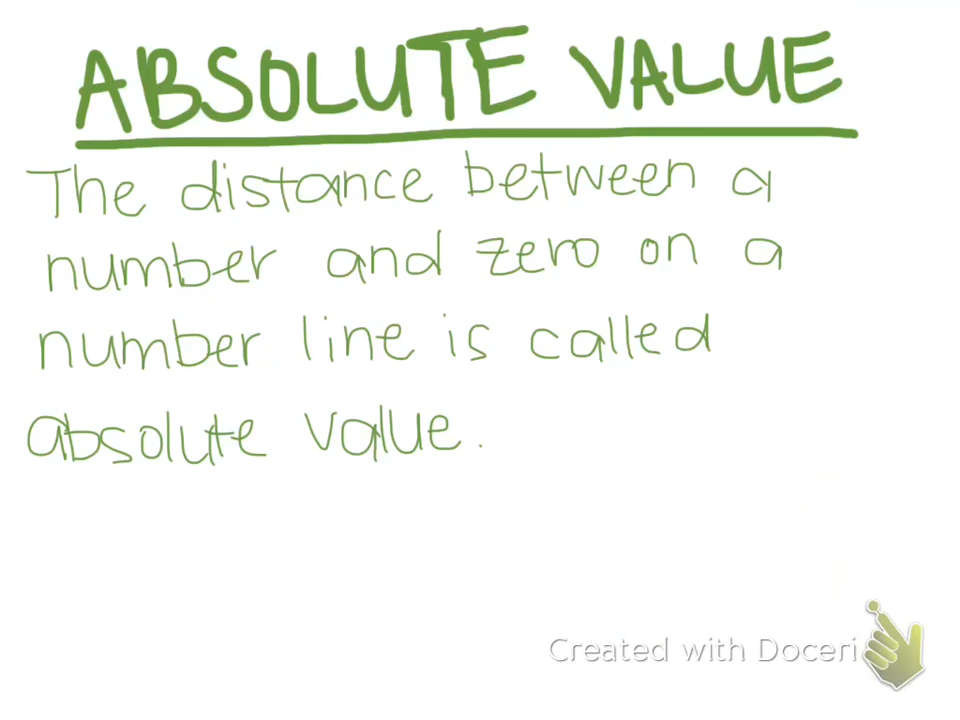 ABSOLUTE VALUE
The distance between a
number and zero on a
number line is called
absolute value.
Created with Doceri